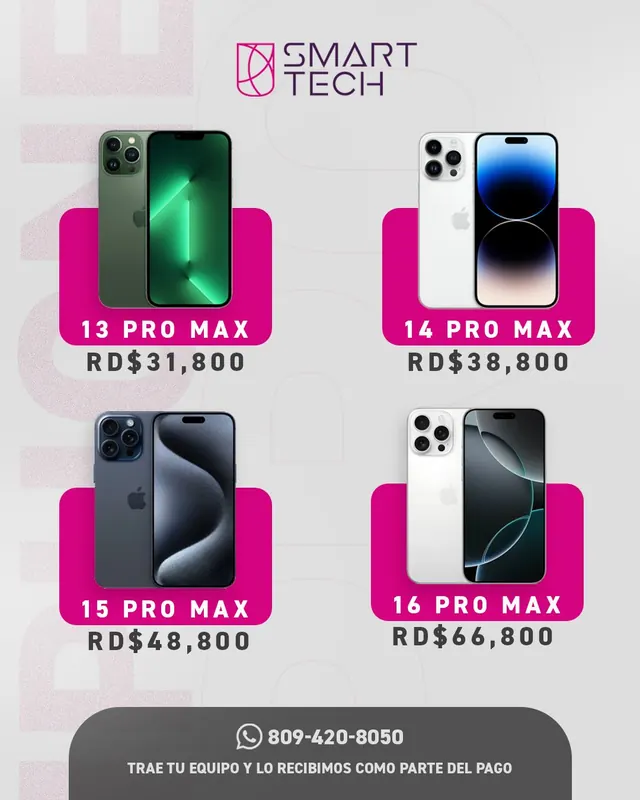 SMART
TECH
13 PRO MAX
RD$31,800
14 PRO MAX
RD$38,800
15 PRO MAX
RD$48,800
16 PRO MAX
RD$66,800
809-420-8050
TRAE TU EQUIPO Y LO RECIBIMOS COMO PARTE DEL PAGO